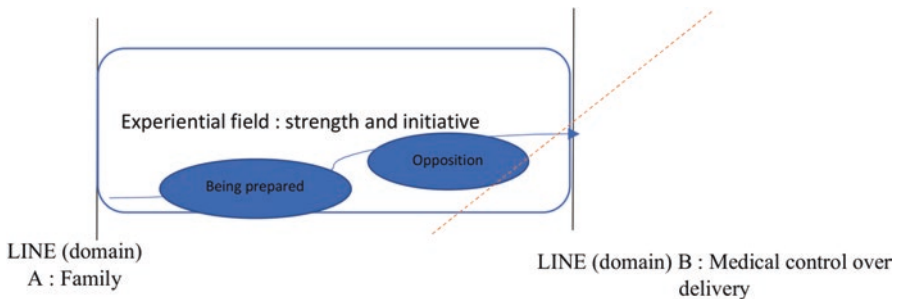 Experiential field : strength and initiative
Opposition
Being prepared
LINE (domain)
A : Family
LINE (domain) B : Medical control over
delivery